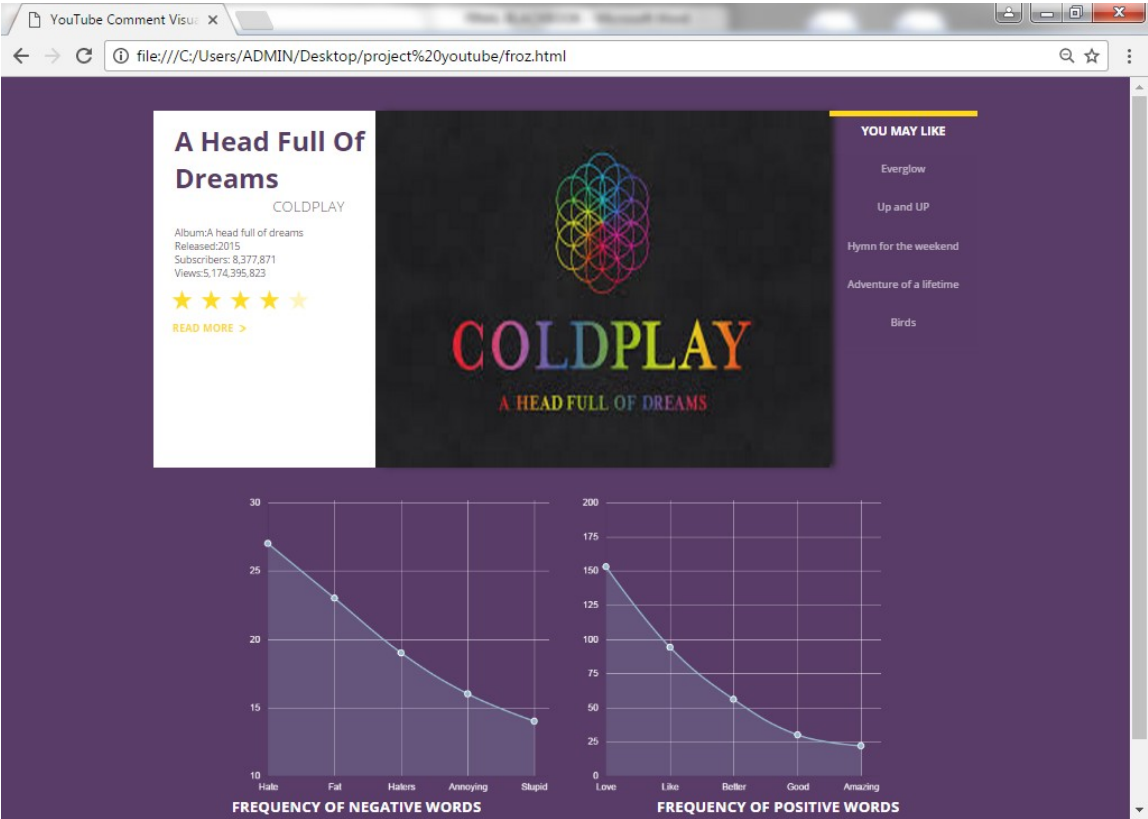 YouTube Comment Visu
file:///C:/Users/ADMIN/Desktop/project%20youtube/froz.html
A Head Full Of
Dreams
COLDPLAY
Album:A head full of dreams
Released:2015
Subscribers: 8,377,871
Views:5,174,395,823
READ MORE >
COLDPLAY
A HEAD FULL OF DREAMS
YOU MAY LIKE
Everglow
Up and UP
Hymn for the weekend
Adventure of a lifetime
Birds
30
25
20
15
10
Hate Fat Haters Annoying Stupid
FREQUENCY OF NEGATIVE WORDS
200
175
150
125
100
75
50
25
0
Love Like Better Good Amazing
FREQUENCY OF POSITIVE WORDS